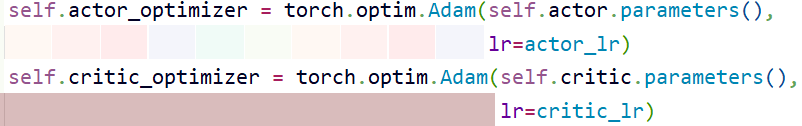 self.actor_optimizer = torch.optim.Adam(self.actor.parameters(),
lr=actor_lr)
self.critic_optimizer = torch.optim.Adam(self.critic.parameters(),
lr=critic_lr)